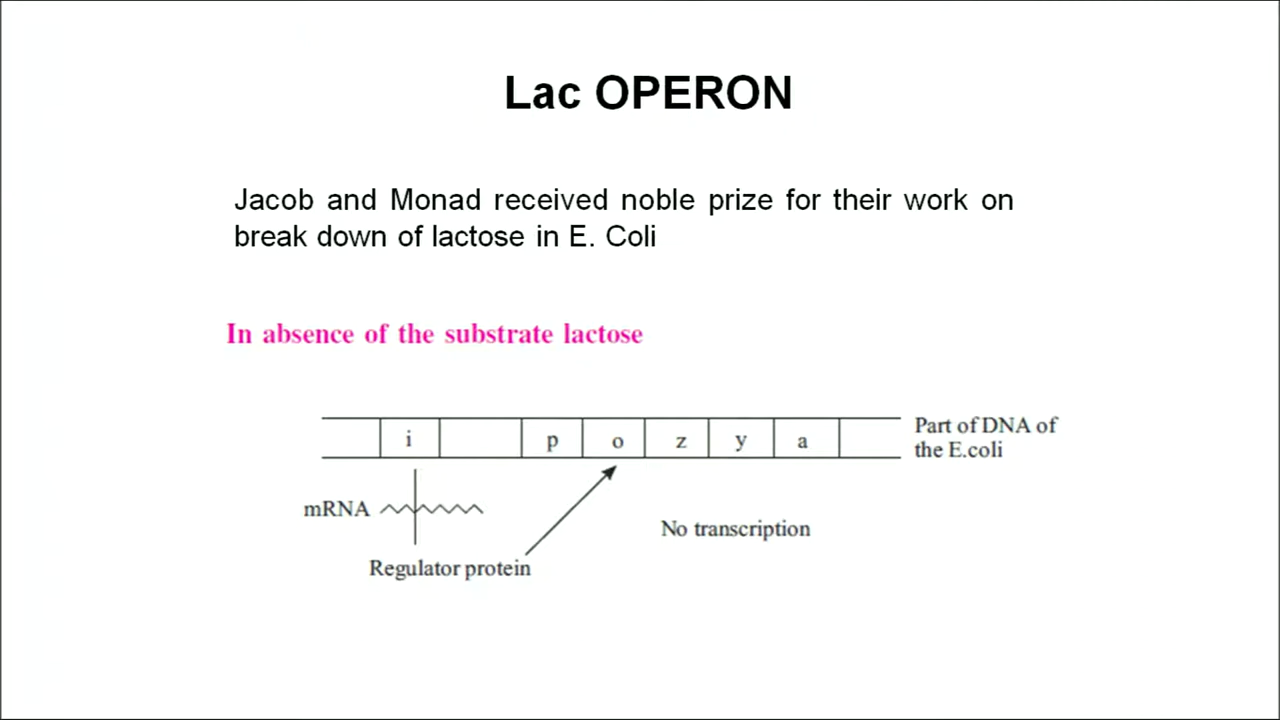 Lac OPERON
Jacob and Monad received noble prize for their work on
break down of lactose in E. Coli
In absence of the substrate lactose
i p o z y a
Part of DNA of
the E.coli
mRNA
No transcription
Regulator protein